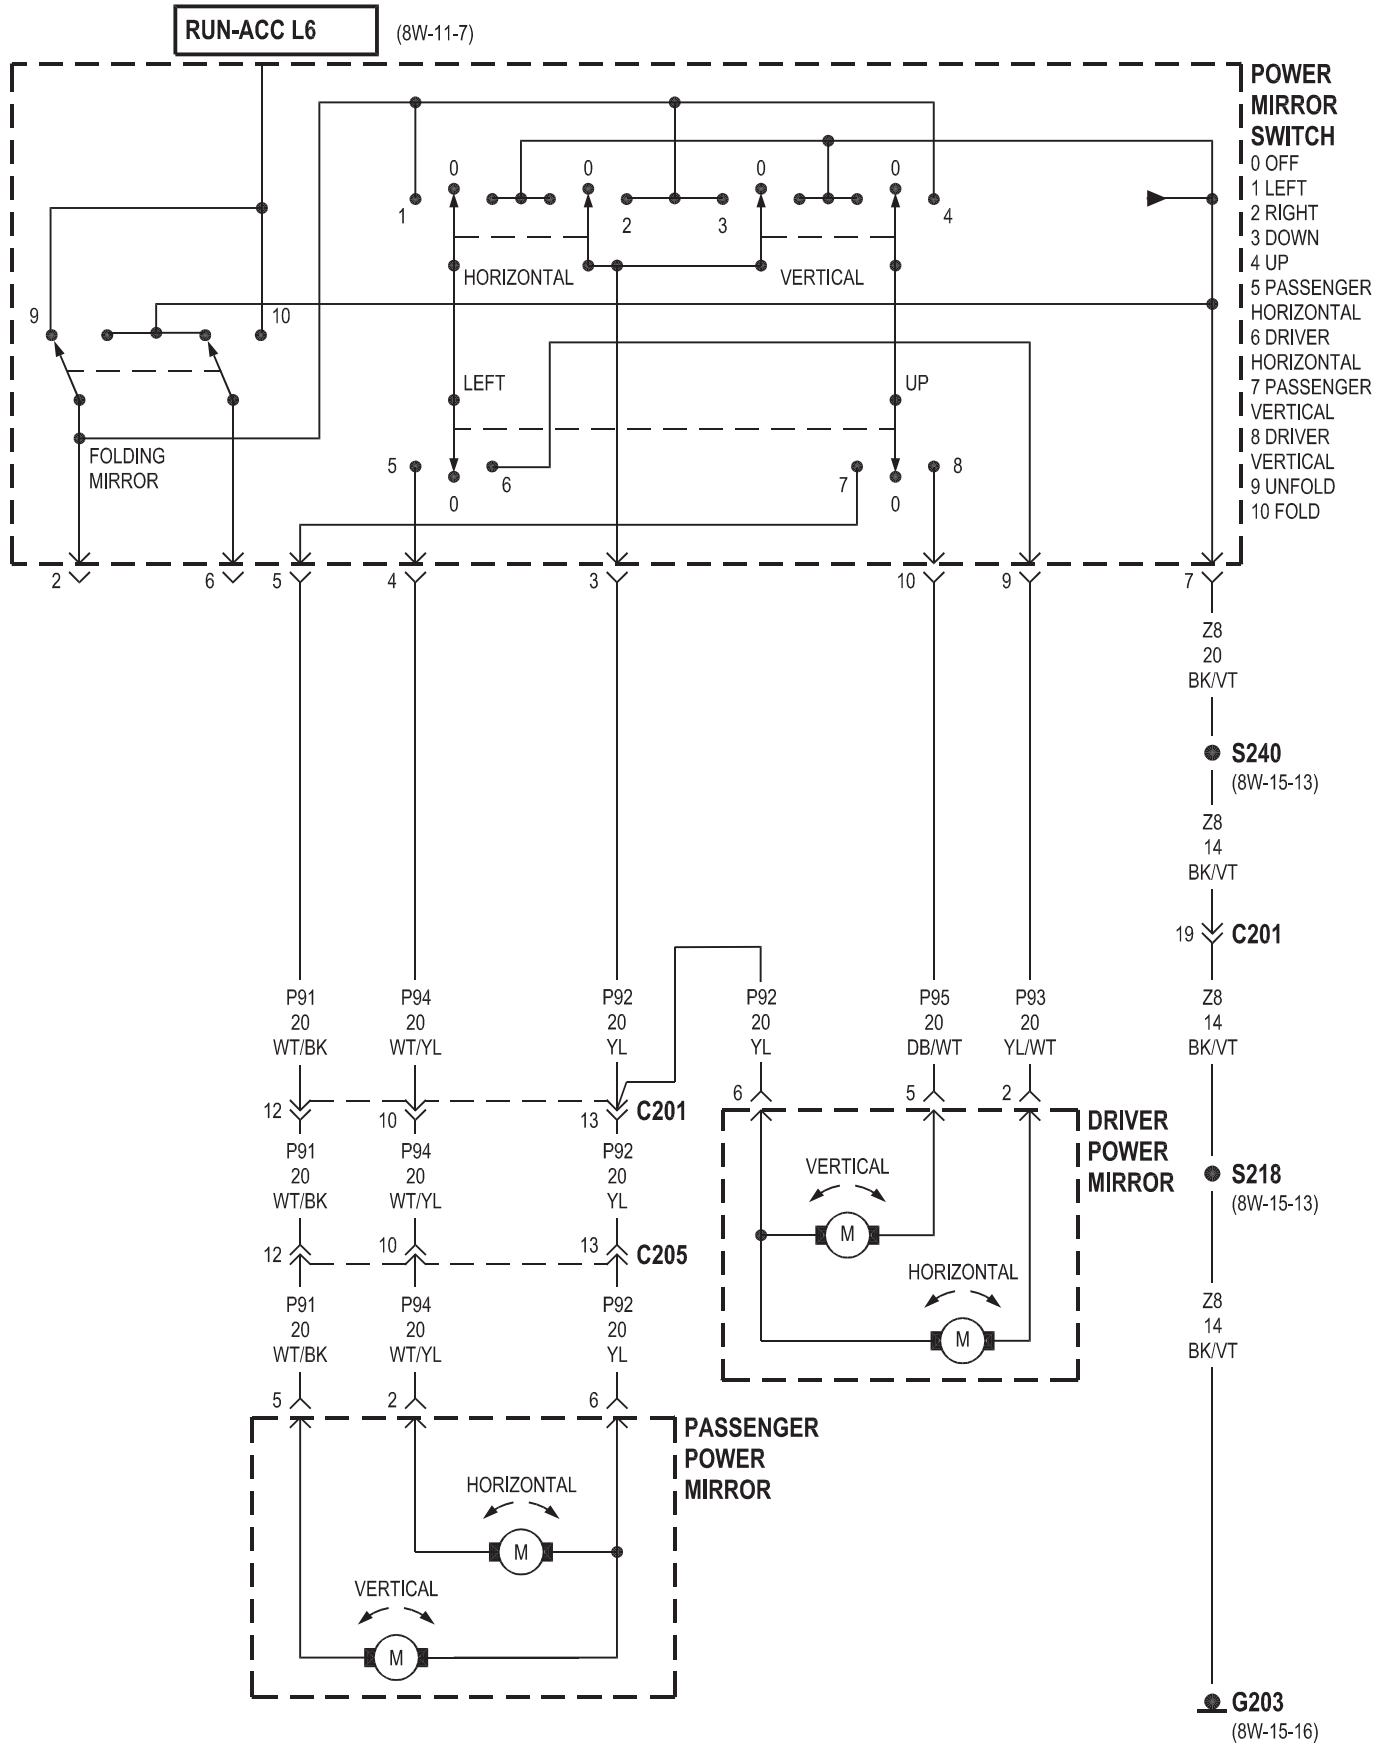 RUN-ACC L6
(8W-11-7)
POWER
MIRROR
SWITCH
0 OFF
1 LEFT
2 RIGHT
3 DOWN
4 UP
5 PASSENGER
HORIZONTAL
6 DRIVER
HORIZONTAL
7 PASSENGER
VERTICAL
8 DRIVER
VERTICAL
9 UNFOLD
10 FOLD
0 0 0 0
1 2 3 4
HORIZONTAL VERTICAL
9 10
LEFT UP
FOLDING
MIRROR
5 6 7 8
0 0
2 6 5 4 3 10 9 7
Z8
20
BK/VT
S240
(8W-15-13)
Z8
14
BK/VT
19 C201
P91 P94 P92 P92 P95 P93 Z8
20 20 20 20 20 20 14
WT/BK WT/YL YL YL DB/WT YL/WT BK/VT
6 5 2
12 10 13 C201
DRIVER
POWER
MIRROR
VERTICAL
M
HORIZONTAL
M
P91 P94 P92
20 20 20
WT/BK WT/YL YL
S218
(8W-15-13)
12 10 13 C205
P91 P94 P92
20 20 20
WT/BK WT/YL YL
Z8
14
BK/VT
5 2 6
PASSENGER
POWER
MIRROR
HORIZONTAL
M
VERTICAL
M
G203
(8W-15-16)